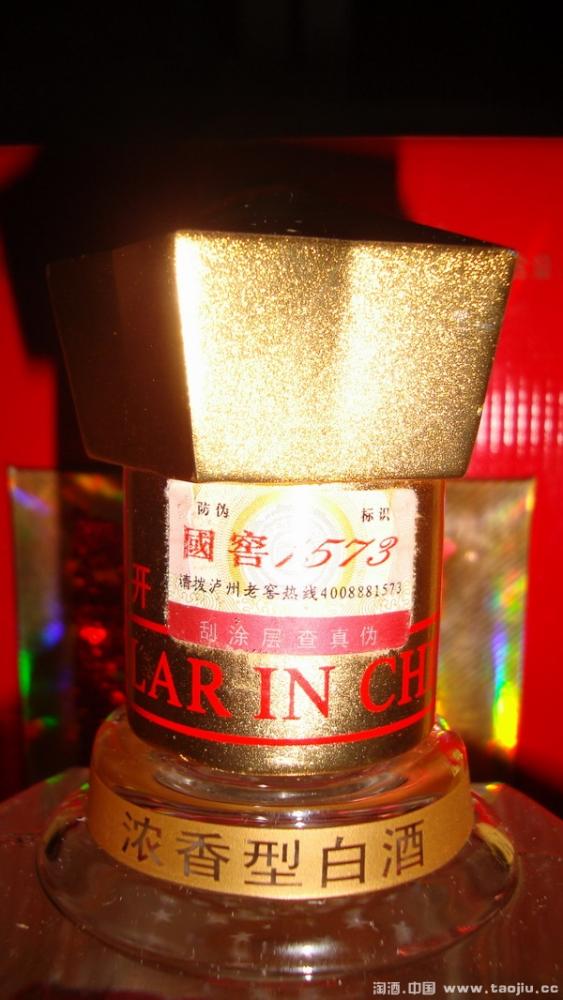 防伪 标识
國窖1573
请拨泸州老窖热线4008881573
刮涂层查真伪
开
LAR IN CH
浓香型白酒
淘酒.中国 www.taojiu.cc